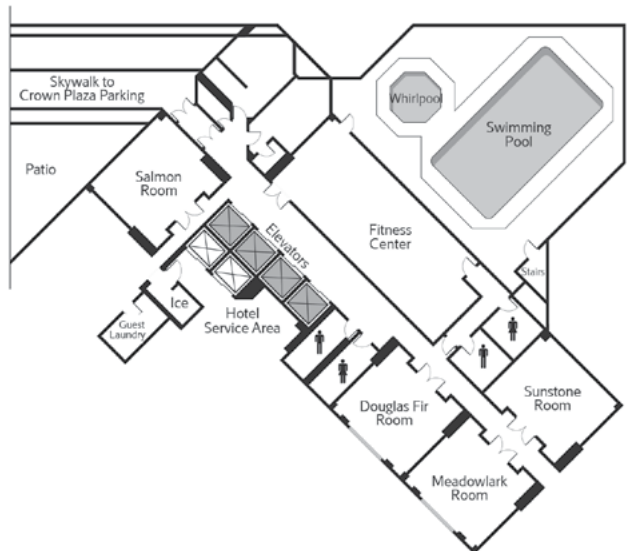 Skywalk to
Crown Plaza Parking
Whirlpool
Swimming
Pool
Patio
Salmon
Room
Elevators
Fitness
Center
Stairs
Ice
Guest
Laundry
Hotel
Service Area
Douglas Fir
Room
Sunstone
Room
Meadowlark
Room